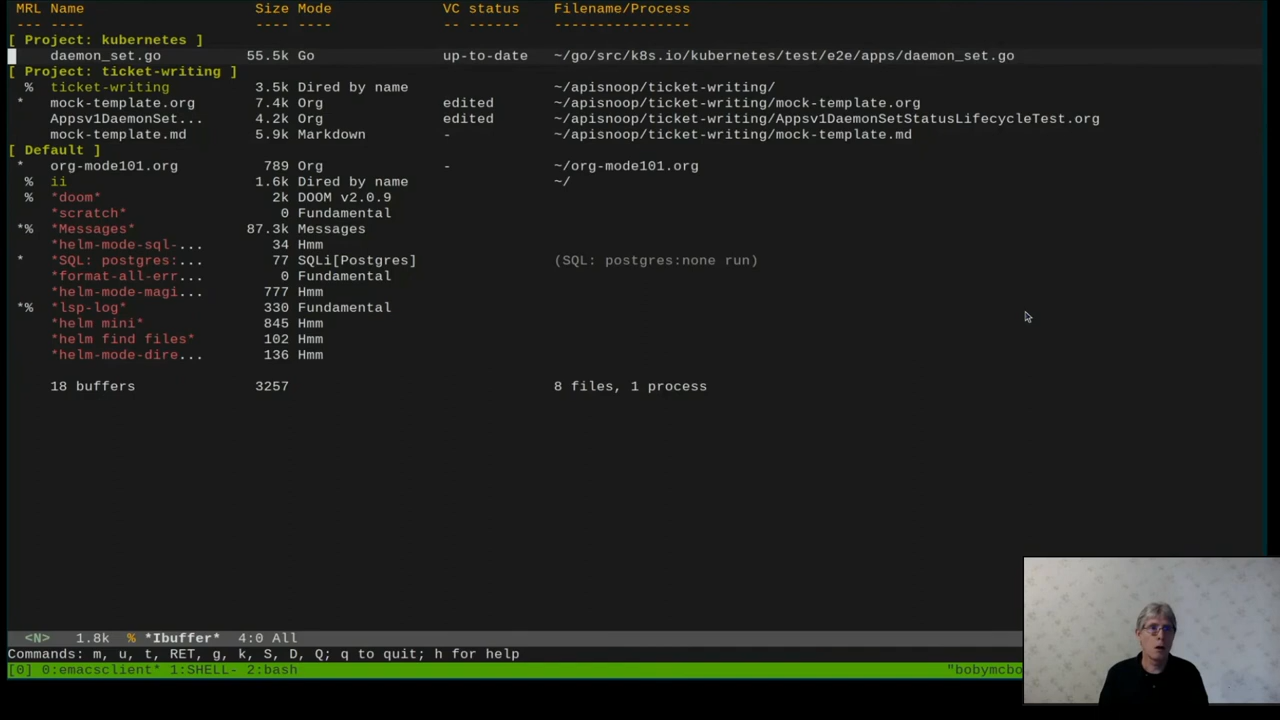 MRL Name Size Mode VC status Filename/Process
--- ---- ---- ---- -- ------ ----------------
[ Project: kubernetes ]
daemon_set.go 55.5k Go up-to-date ~/go/src/k8s.io/kubernetes/test/e2e/apps/daemon_set.go
[ Project: ticket-writing ]
% ticket-writing 3.5k Dired by name ~/apisnoop/ticket-writing/
* mock-template.org 7.4k Org edited ~/apisnoop/ticket-writing/mock-template.org
Appsv1DaemonSet... 4.2k Org edited ~/apisnoop/ticket-writing/Appsv1DaemonSetStatusLifecycleTest.org
mock-template.md 5.9k Markdown - ~/apisnoop/ticket-writing/mock-template.md
[ Default ]
* org-mode101.org 789 Org - ~/org-mode101.org
% ii 1.6k Dired by name ~/
% *doom* 2k DOOM v2.0.9
*scratch* 0 Fundamental
*% *Messages* 87.3k Messages
*helm-mode-sql-... 34 Hmm
* *SQL: postgres:... 77 SQLi[Postgres] (SQL: postgres:none run)
*format-all-err... 0 Fundamental
*helm-mode-magi... 777 Hmm
*% *lsp-log* 330 Fundamental
*helm mini* 845 Hmm
*helm find files* 102 Hmm
*helm-mode-dire... 136 Hmm
18 buffers 3257 8 files, 1 process
<N> 1.8k % *Ibuffer* 4:0 All
Commands: m, u, t, RET, g, k, S, D, Q; q to quit; h for help
[0] 0:emacsclient* 1:SHELL- 2:bash "bobymcbo